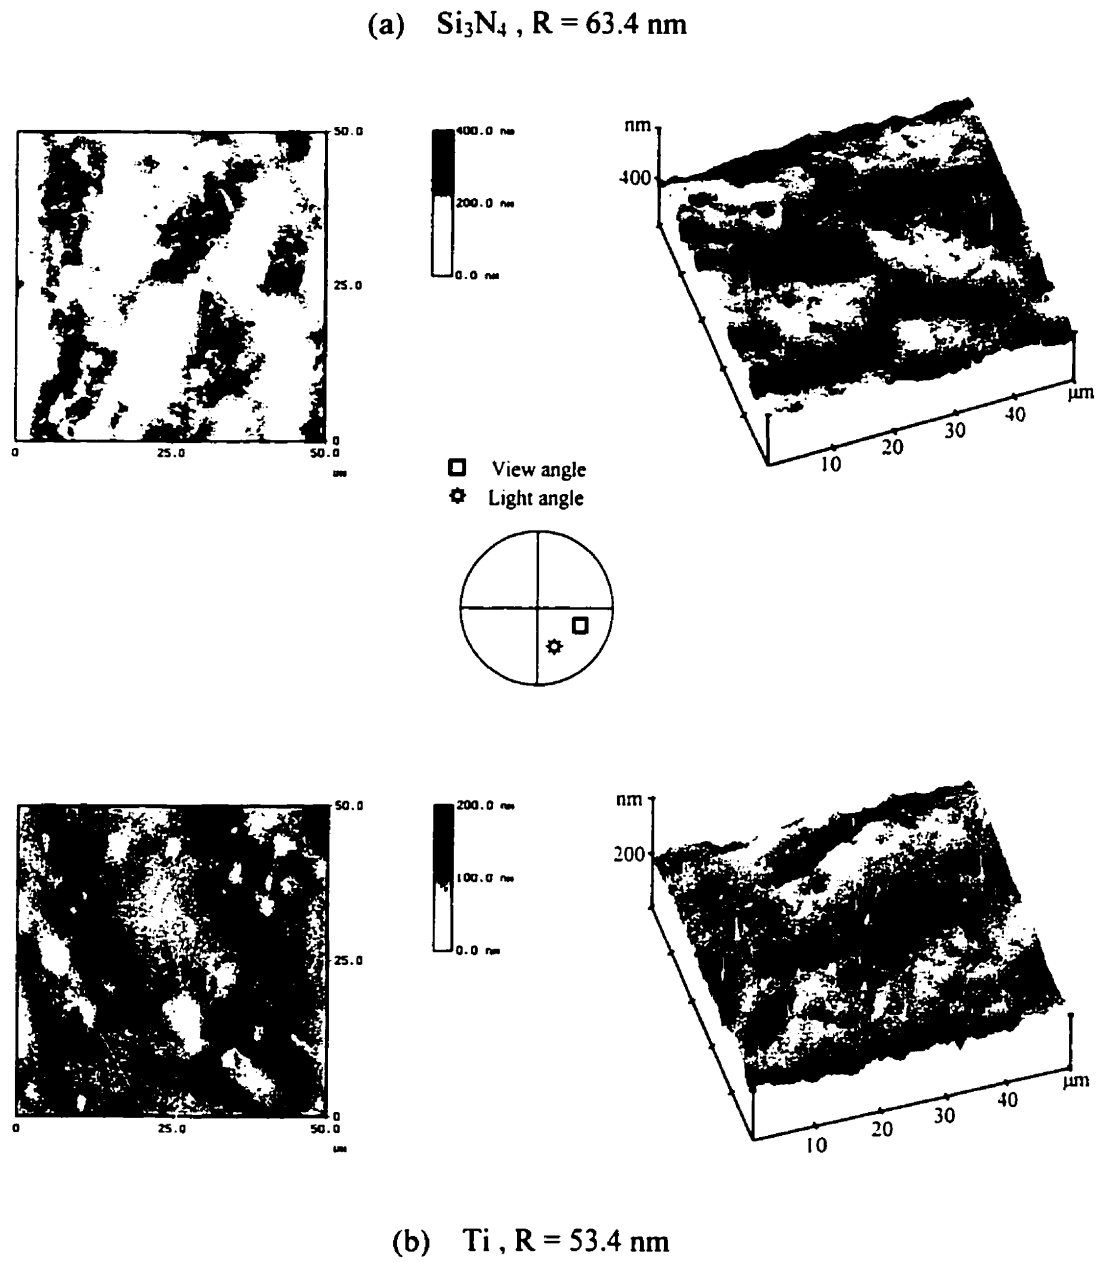 (a) Si₃N₄ , R = 63.4 nm
50.0
25.0
0
0 25.0 50.0
μm
400.0 nm
200.0 nm
0.0 nm
nm
400
10 20 30 40 μm
View angle
Light angle
50.0
25.0
0
0 25.0 50.0
μm
200.0 nm
100.0 nm
0.0 nm
nm
200
10 20 30 40 μm
(b) Ti , R = 53.4 nm